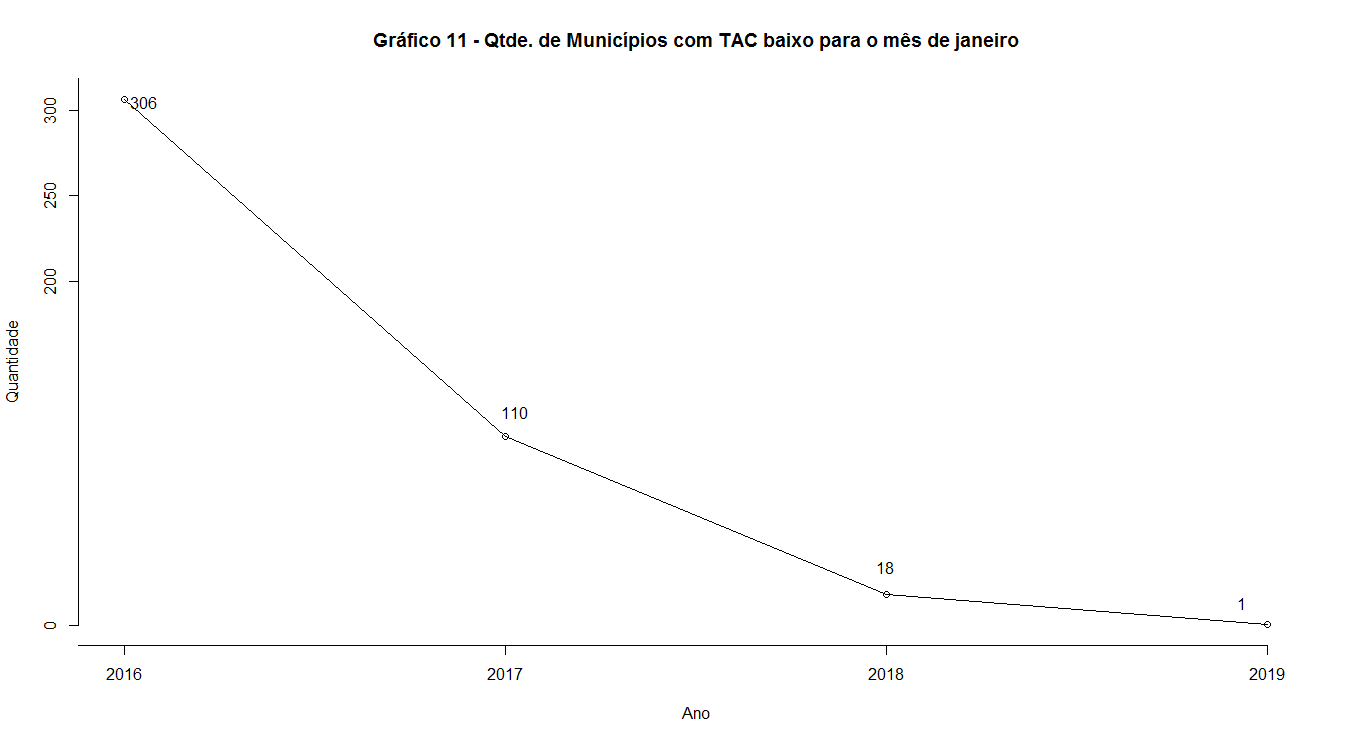 Gráfico 11 - Qtde. de Municípios com TAC baixo para o mês de janeiro
306
300
250
200
Quantidade
110
18
1
0
2016 2017 2018 2019
Ano